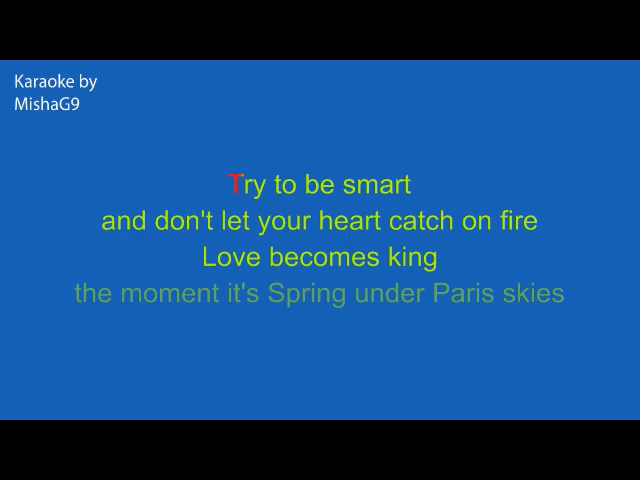 Karaoke by
MishaG9
Try to be smart
and don't let your heart catch on fire
Love becomes king
the moment it's Spring under Paris skies